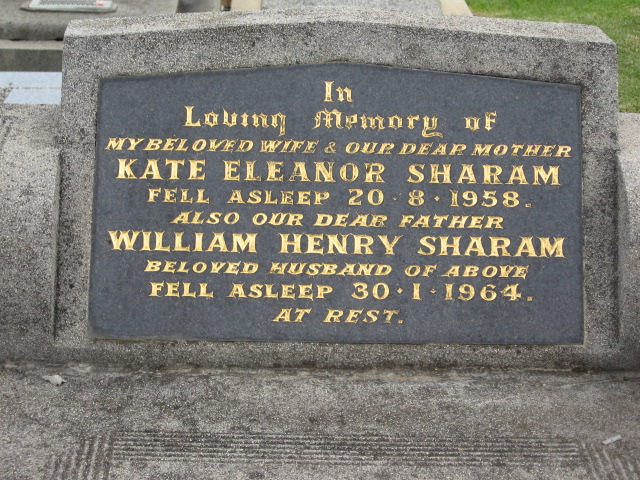 In
Loving Memory of
MY BELOVED WIFE & OUR DEAR MOTHER
KATE ELEANOR SHARAM
FELL ASLEEP 20·8·1958.
ALSO OUR DEAR FATHER
WILLIAM HENRY SHARAM
BELOVED HUSBAND OF ABOVE
FELL ASLEEP 30·1·1964.
AT REST.